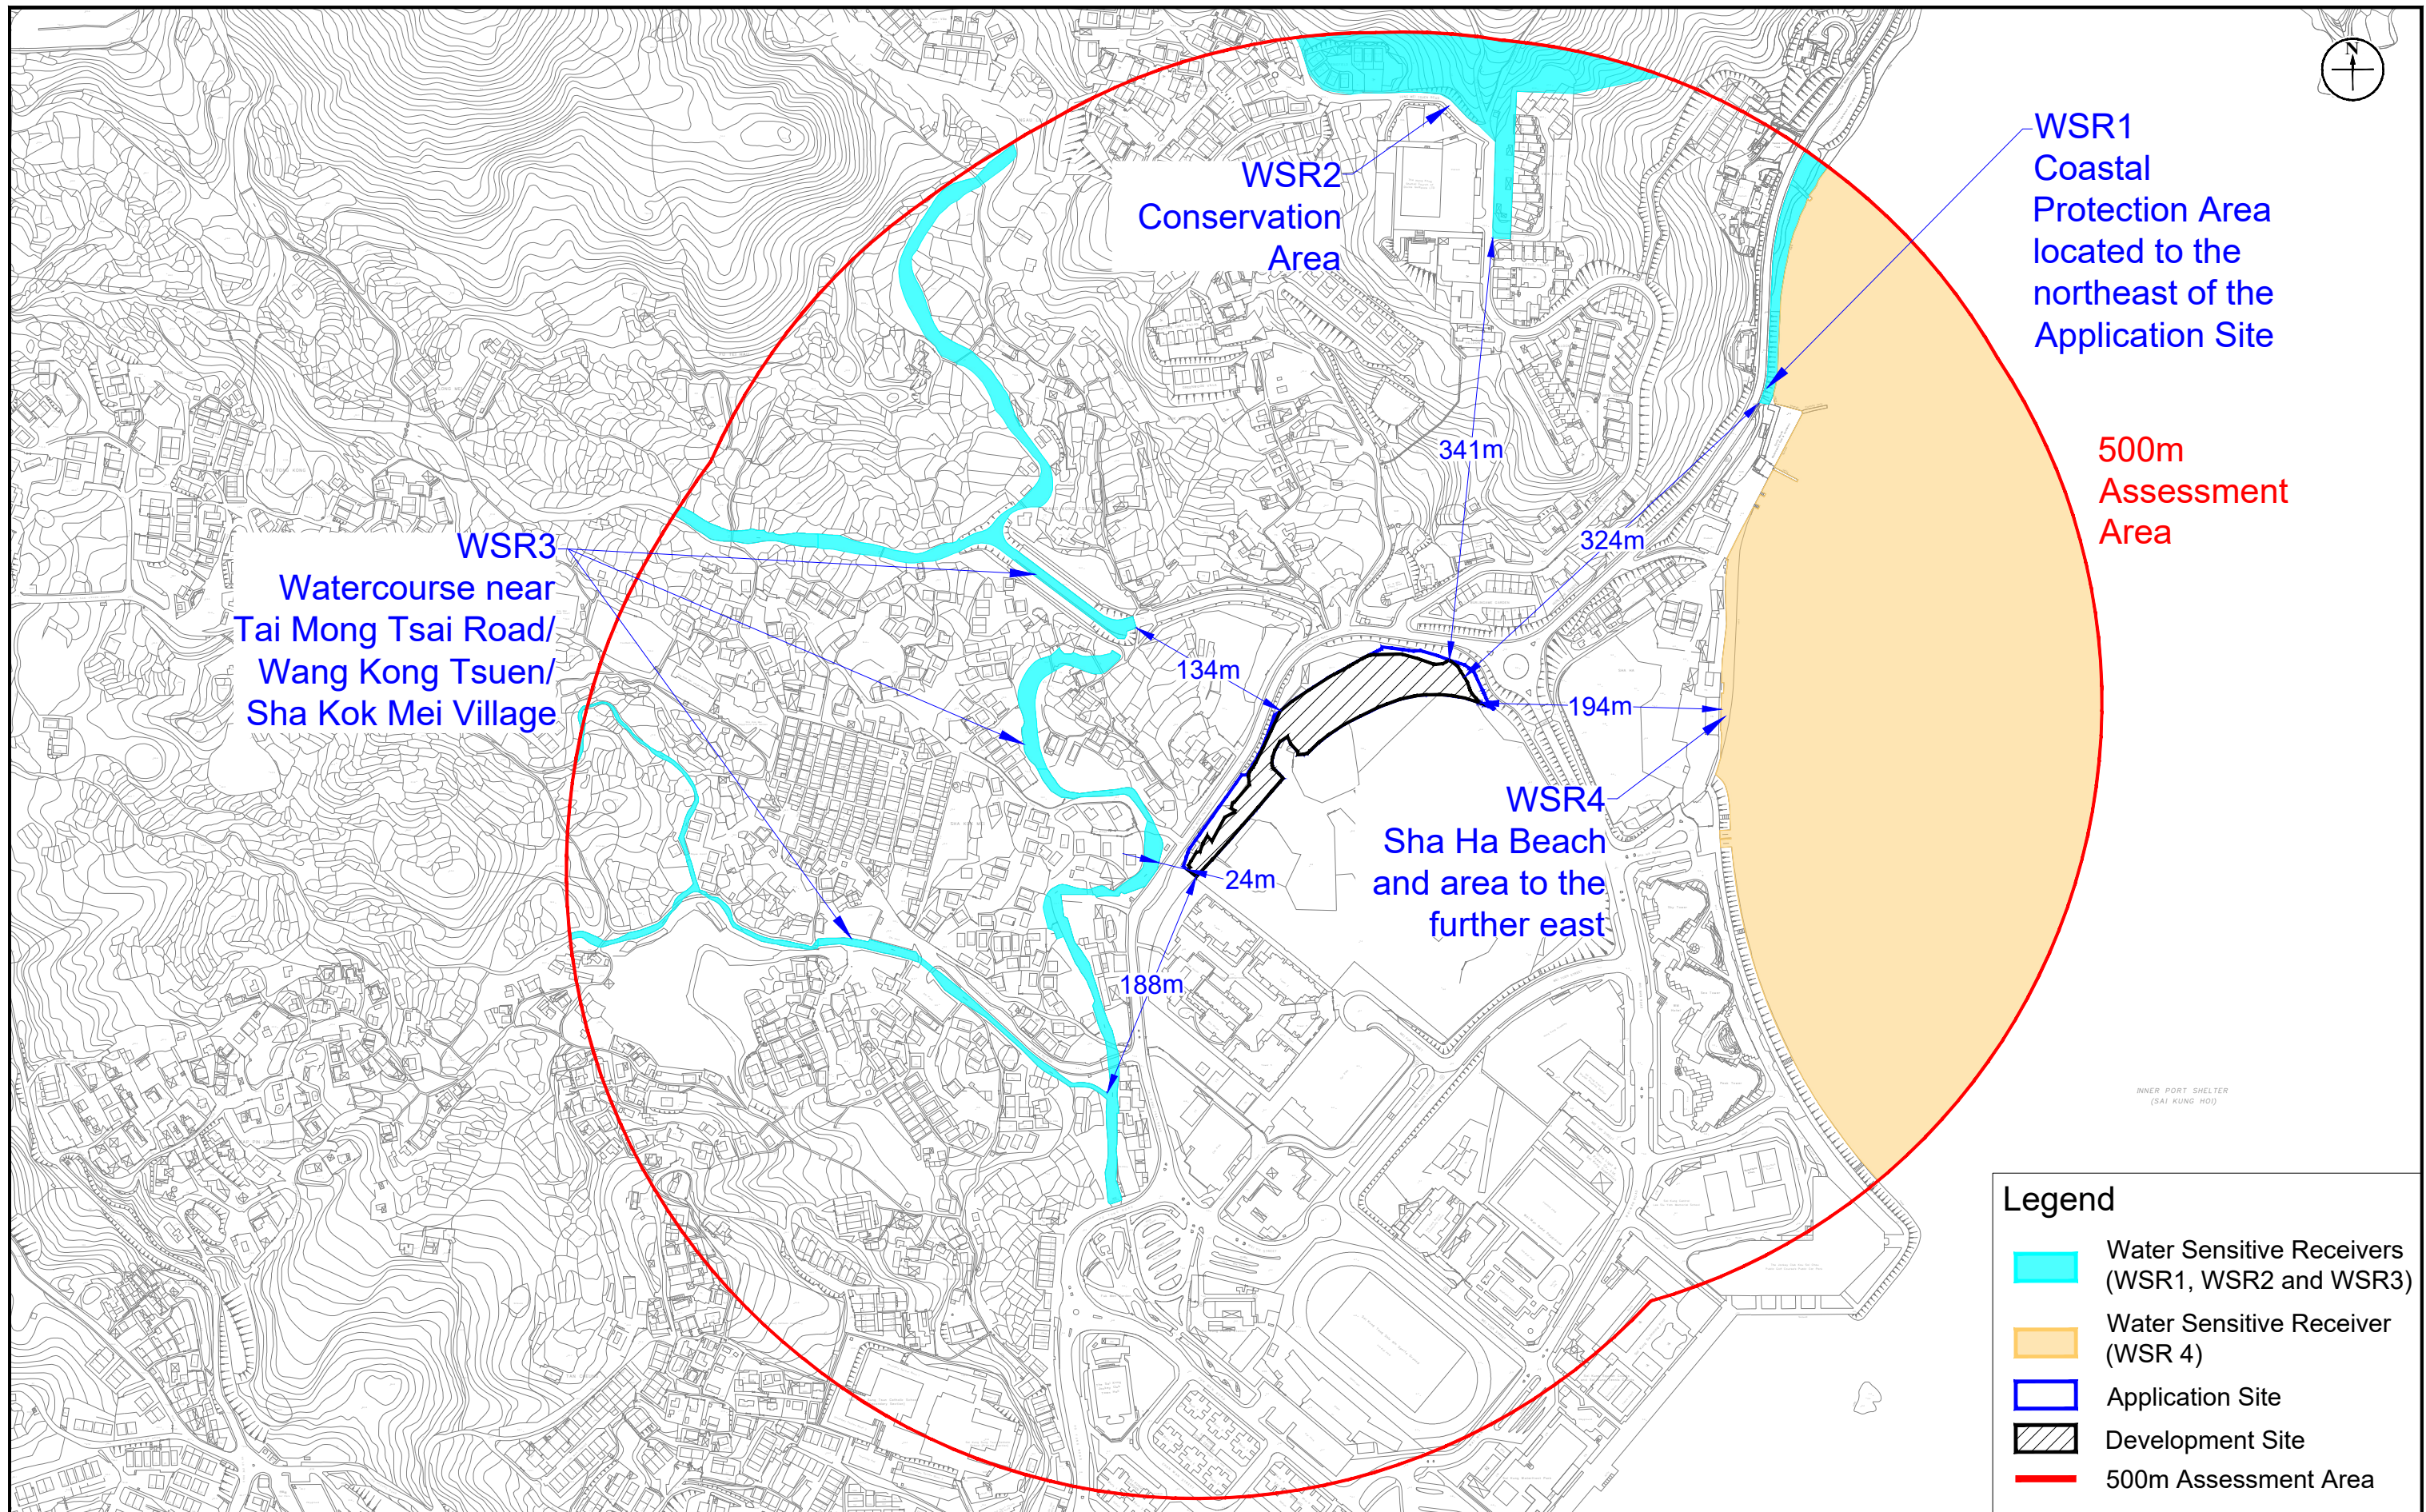 N
WSR1
Coastal
Protection Area
located to the
northeast of the
Application Site
WSR2
Conservation
Area
500m
Assessment
Area
341m
324m
WSR3
Watercourse near
Tai Mong Tsai Road/
Wang Kong Tsuen/
Sha Kok Mei Village
134m
194m
WSR4
Sha Ha Beach
and area to the
further east
24m
188m
INNER PORT SHELTER
(SAI KUNG HOI)
Legend
Water Sensitive Receivers
(WSR1, WSR2 and WSR3)
Water Sensitive Receiver
(WSR 4)
Application Site
Development Site
500m Assessment Area